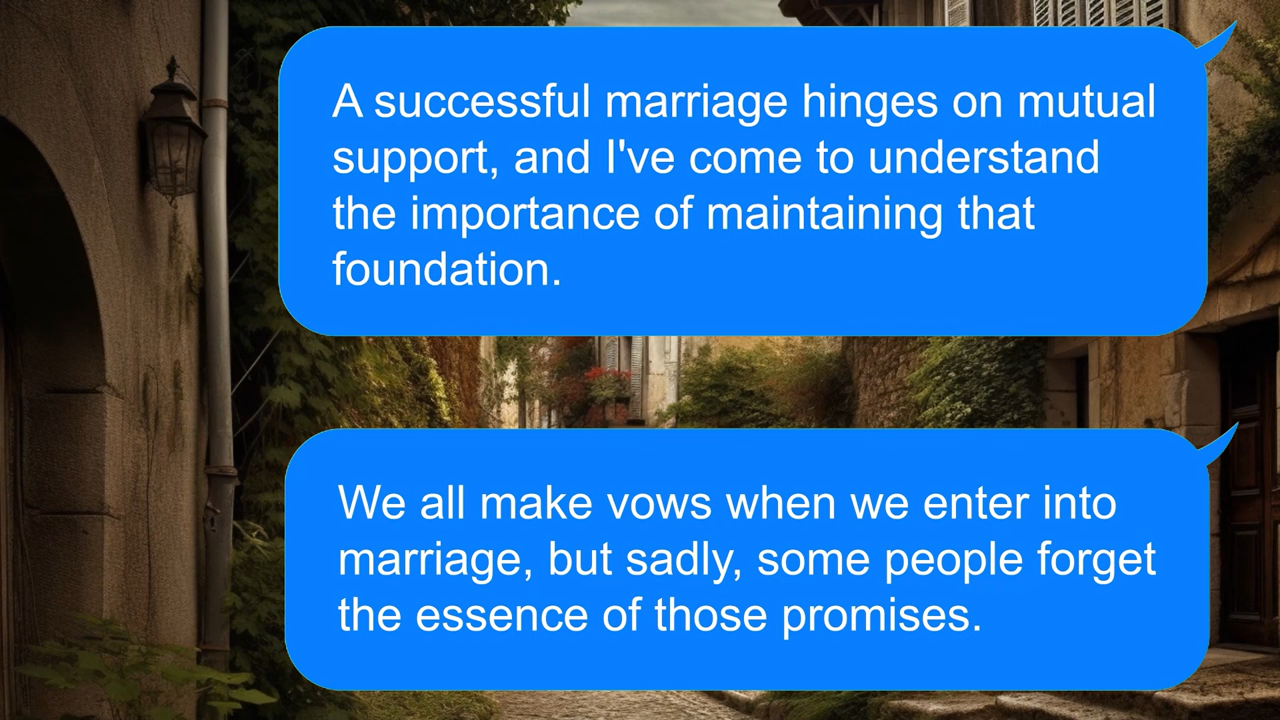 A successful marriage hinges on mutual
support, and I've come to understand
the importance of maintaining that
foundation.
We all make vows when we enter into
marriage, but sadly, some people forget
the essence of those promises.